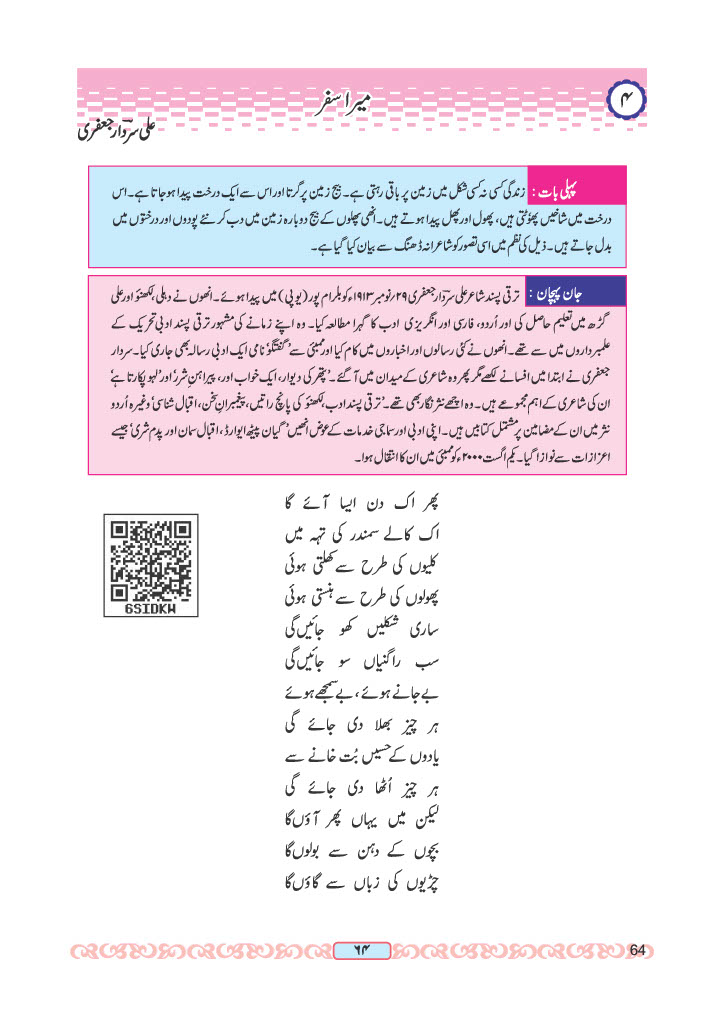 ۴
میرا سفر
علی سردار جعفری
پہلی بات : زندگی کسی نہ کسی شکل میں زمین پر باقی رہتی ہے۔ بیج زمین پر گرتا اور اس سے ایک درخت پیدا ہو جاتا ہے۔ اس
درخت میں شاخیں پھوٹتی ہیں، پھول اور پھل پیدا ہوتے ہیں۔ انھی پھلوں کے بیج دوبارہ زمین میں دب کر نئے پودوں اور درختوں میں
بدل جاتے ہیں۔ ذیل کی نظم میں اسی تصور کو شاعرانہ ڈھنگ سے بیان کیا گیا ہے۔
جان پہچان : ترقی پسند شاعر علی سردار جعفری ۲۹؍نومبر ۱۹۱۳ء کو بلرام پور (یوپی) میں پیدا ہوئے۔ انھوں نے دہلی، لکھنؤ اور علی
گڑھ میں تعلیم حاصل کی اور اُردو، فارسی اور انگریزی ادب کا گہرا مطالعہ کیا۔ وہ اپنے زمانے کی مشہور ترقی پسند ادبی تحریک کے
علمبرداروں میں سے تھے۔ انھوں نے کئی رسالوں اور اخباروں میں کام کیا اور ممبئی سے ’گفتگو‘ نامی ایک ادبی رسالہ بھی جاری کیا۔ سردار
جعفری نے ابتدا میں افسانے لکھے مگر پھر وہ شاعری کے میدان میں آ گئے۔ ’پتھر کی دیوار، ایک خواب اور، پیراہنِ شرر‘ اور ’لہو پکارتا ہے‘
ان کی شاعری کے اہم مجموعے ہیں۔ وہ اچھے نثر نگار بھی تھے۔ ’ترقی پسند ادب، لکھنؤ کی پانچ راتیں، پیغمبرانِ سخن، اقبال شناسی‘ وغیرہ اُردو
نثر میں ان کے مضامین پر مشتمل کتابیں ہیں۔ اپنی ادبی اور سماجی خدمات کے عوض انھیں ’گیان پیٹھ ایوارڈ، اقبال سمان اور پدم شری‘ جیسے
اعزازات سے نوازا گیا۔ یکم اگست ۲۰۰۰ء کو ممبئی میں ان کا انتقال ہوا۔
پھر اک دن ایسا آئے گا
اک کالے سمندر کی تہہ میں
کلیوں کی طرح سے کھلتی ہوئی
پھولوں کی طرح سے ہنستی ہوئی
ساری شکلیں کھو جائیں گی
سب راگنیاں سو جائیں گی
بے جانے ہوئے، بے سمجھے ہوئے
ہر چیز بھلا دی جائے گی
یادوں کے حسیں بُت خانے سے
ہر چیز اُٹھا دی جائے گی
لیکن میں یہاں پھر آؤں گا
بچوں کے دہن سے بولوں گا
چڑیوں کی زباں سے گاؤں گا
6SIDKW
۶۴
64